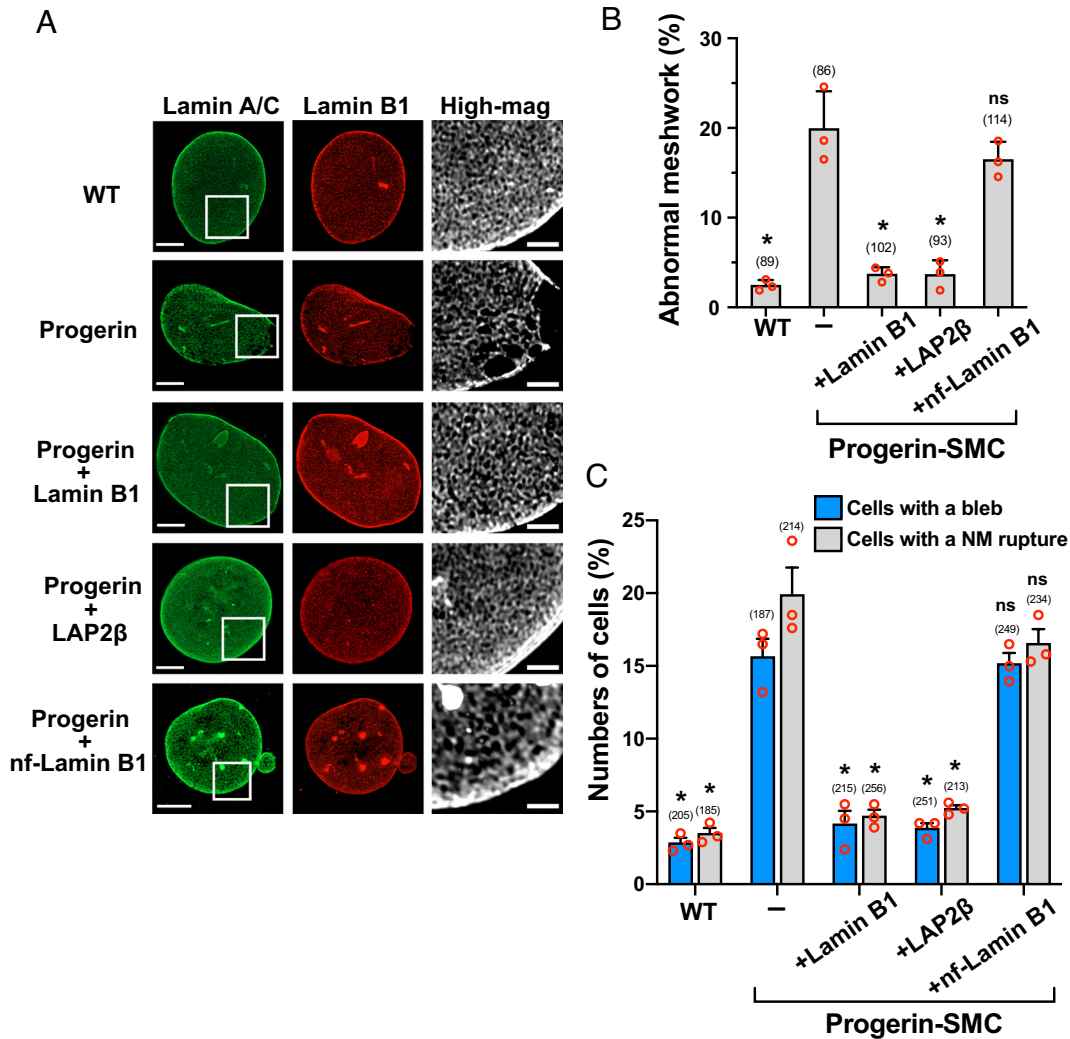 A
Lamin A/C Lamin B1 High-mag
WT
Progerin
Progerin
+
Lamin B1
Progerin
+
LAP2β
Progerin
+
nf-Lamin B1
B
Abnormal meshwork (%)
30
20
10
0
*
(89)
(86)
*
(102)
*
(93)
ns
(114)
WT
–
+Lamin B1
+LAP2β
+nf-Lamin B1
Progerin-SMC
C
Cells with a bleb
Cells with a NM rupture
Numbers of cells (%)
25
20
15
10
5
0
* *
(205) (185)
(187) (214)
* *
(215) (256)
* *
(251) (213)
ns ns
(249) (234)
WT
–
+Lamin B1
+LAP2β
+nf-Lamin B1
Progerin-SMC